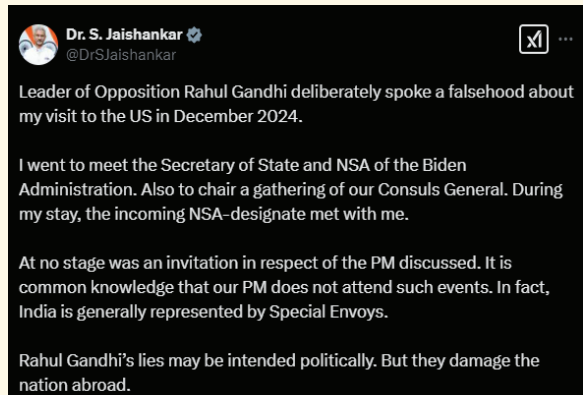 Dr. S. Jaishankar
@DrSJaishankar
Leader of Opposition Rahul Gandhi deliberately spoke a falsehood about
my visit to the US in December 2024.
I went to meet the Secretary of State and NSA of the Biden
Administration. Also to chair a gathering of our Consuls General. During
my stay, the incoming NSA-designate met with me.
At no stage was an invitation in respect of the PM discussed. It is
common knowledge that our PM does not attend such events. In fact,
India is generally represented by Special Envoys.
Rahul Gandhi's lies may be intended politically. But they damage the
nation abroad.